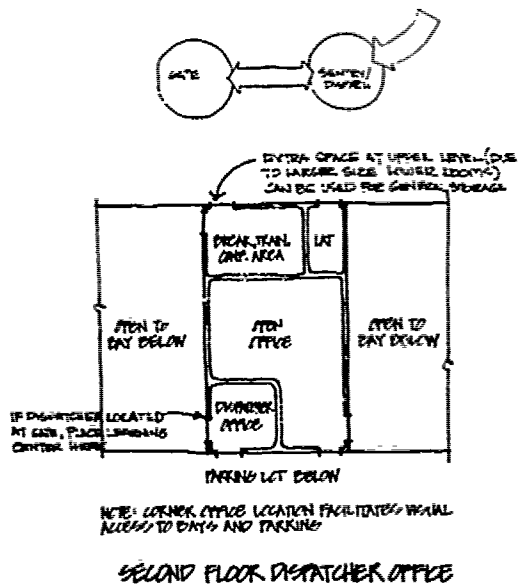 GATE
SENTRY/
EXTRA SPACE AT UPPER LEVEL (DUE
TO LARGER SIZE LOWER ROOMS)
CAN BE USED FOR GENERAL STORAGE
BREAK, TRAIN.
CONF. AREA
LAT
OPEN TO
BAY BELOW
OPEN
OFFICE
OPEN TO
BAY BELOW
DISPATCHER
OFFICE
IF DISPATCHER LOCATED
AT GATE, PLACE LEARNING
CENTER HERE
PARKING LOT BELOW
NOTE: CORNER OFFICE LOCATION FACILITATES VISUAL
ACCESS TO BAYS AND PARKING
SECOND FLOOR DISPATCHER OFFICE